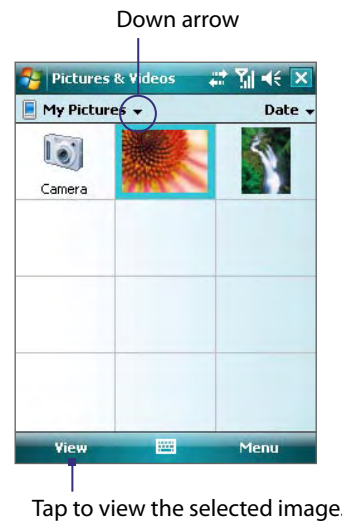 Down arrow
Pictures & Videos
My Pictures
Date
Camera
View
Menu
Tap to view the selected image.